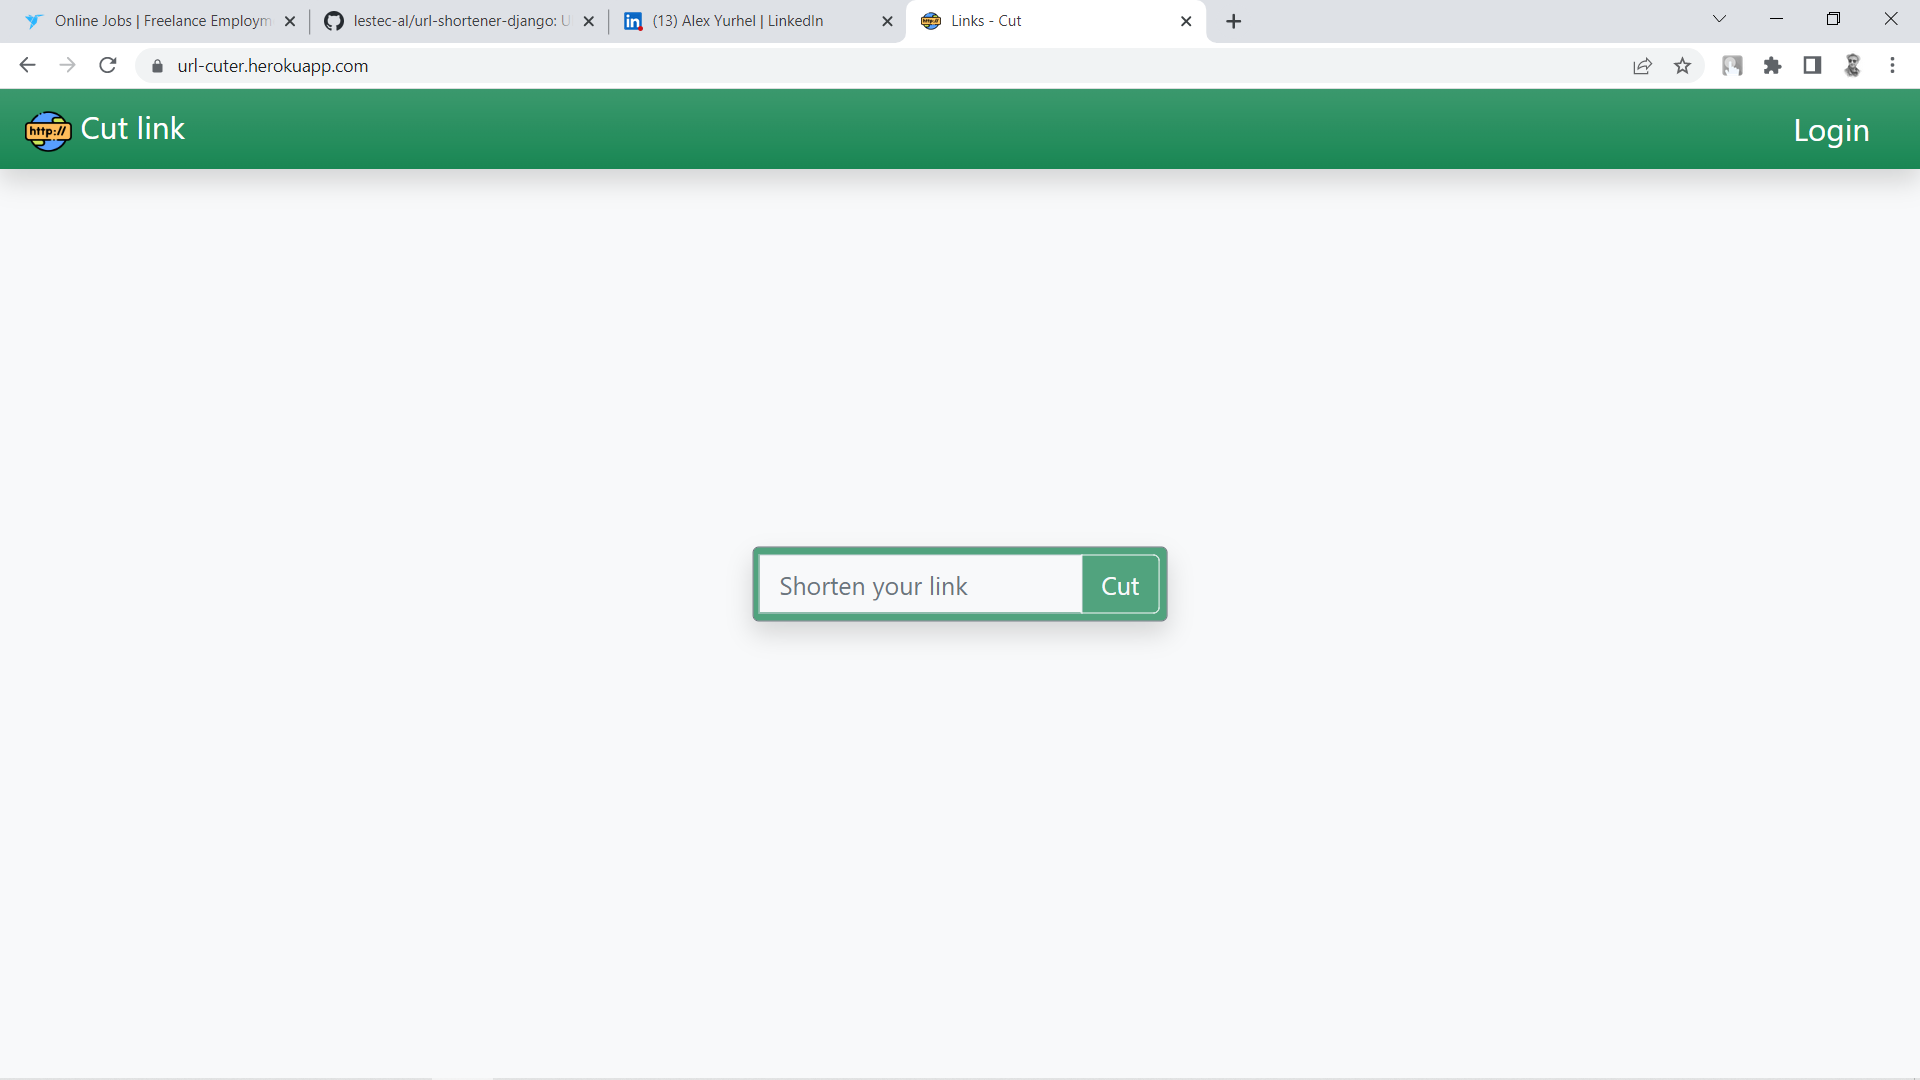 Online Jobs | Freelance Employm
lestec-al/url-shortener-django: U
(13) Alex Yurhel | LinkedIn
Links - Cut
url-cuter.herokuapp.com
http://
Cut link
Login
Shorten your link
Cut